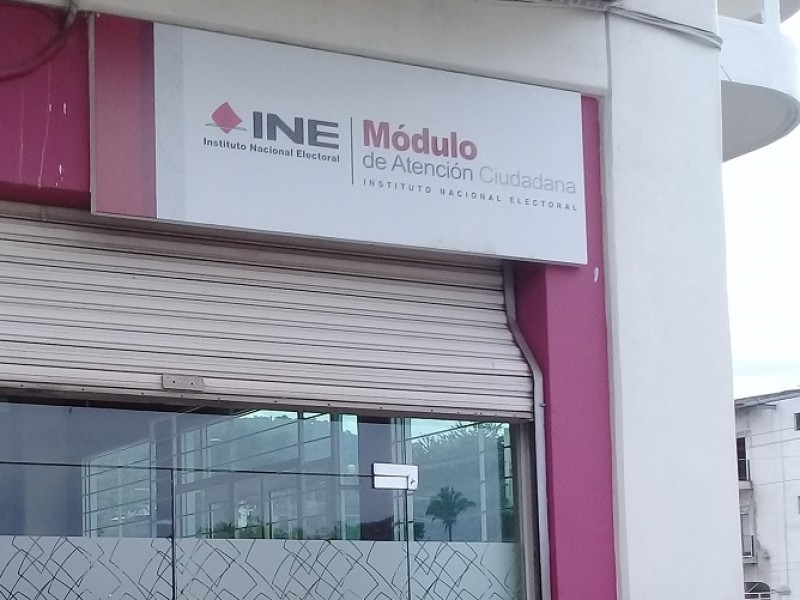 INE
Instituto Nacional Electoral
Módulo
de Atención Ciudadana
INSTITUTO NACIONAL ELECTORAL